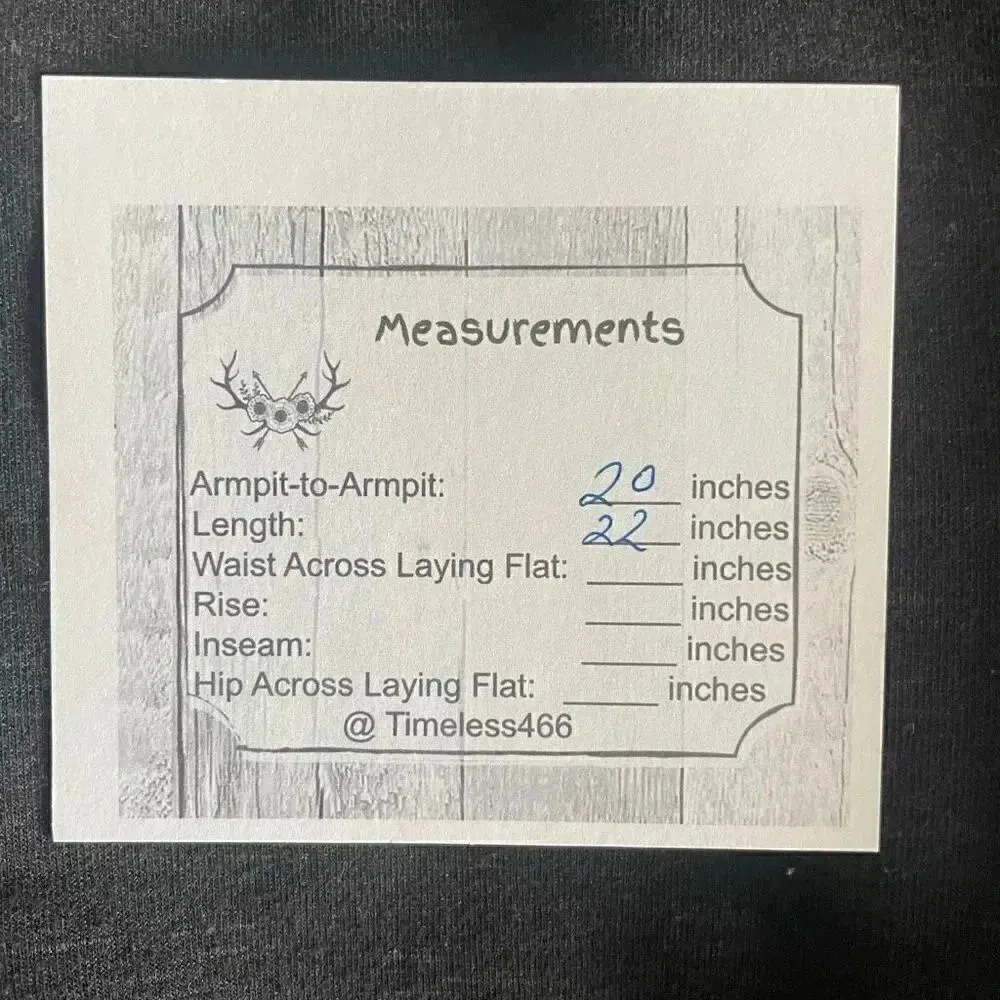 Measurements
Armpit-to-Armpit: 20 inches
Length: 22 inches
Waist Across Laying Flat: ______ inches
Rise: ______ inches
Inseam: ______ inches
Hip Across Laying Flat: ______ inches
@ Timeless466